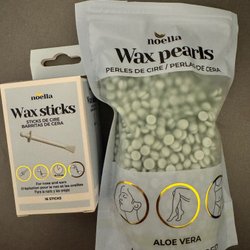 noella
Wax sticks
STICKS DE CIRE
BARRITAS DE CERA
For nose and ears
16 STICKS
noella
Wax pearls
PERLES DE CIRE / PERLAS DE CERA
ALOE VERA